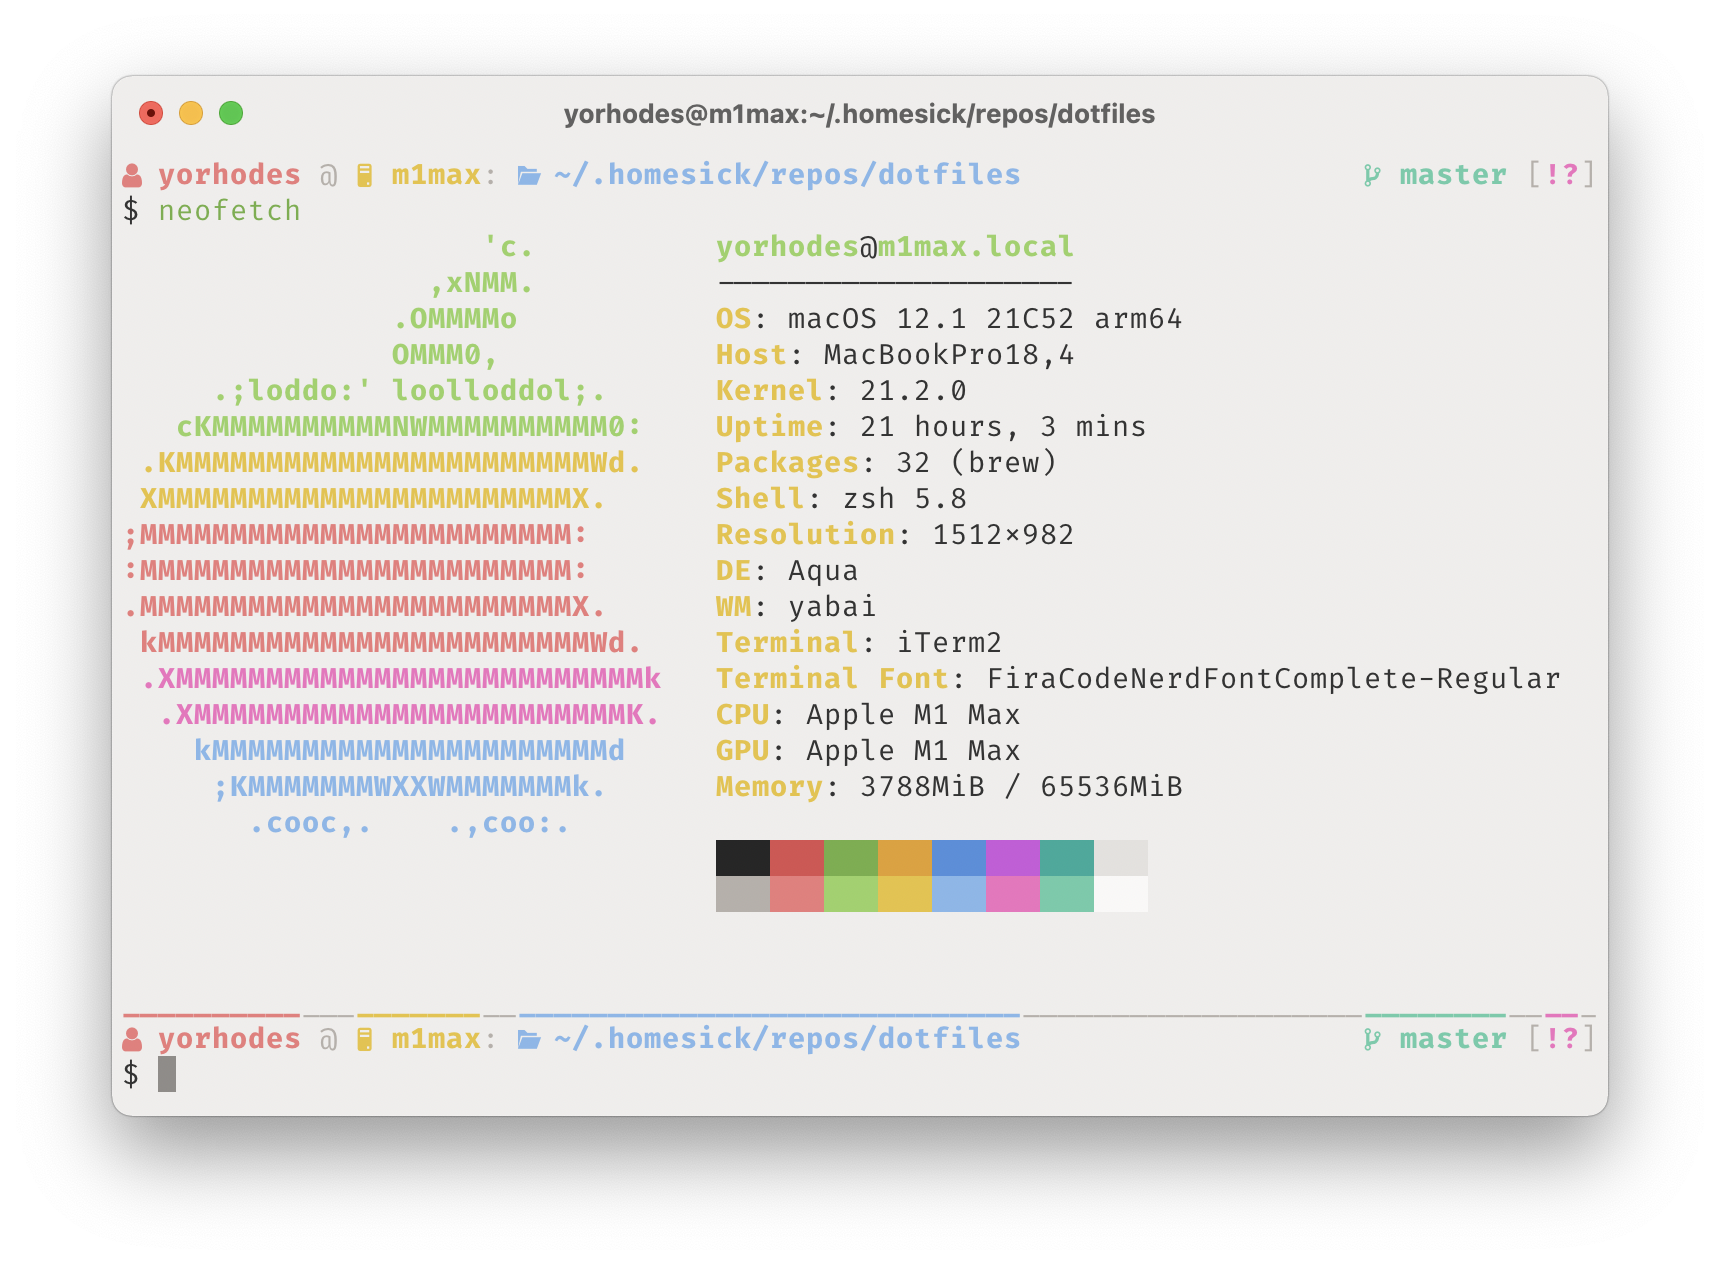 yorhodes@m1max:~/.homesick/repos/dotfiles
yorhodes @ m1max: ~/.homesick/repos/dotfiles master [!?]
$ neofetch
'c. yorhodes@m1max.local
,xNMM. --------------------
.OMMMMo OS: macOS 12.1 21C52 arm64
OMMM0, Host: MacBookPro18,4
.;loddo:' loolloddol;. Kernel: 21.2.0
cKMMMMMMMMMMNWMMMMMMMMMM0: Uptime: 21 hours, 3 mins
.KMMMMMMMMMMMMMMMMMMMMMMMWd. Packages: 32 (brew)
XMMMMMMMMMMMMMMMMMMMMMMMX. Shell: zsh 5.8
;MMMMMMMMMMMMMMMMMMMMMMMM: Resolution: 1512×982
:MMMMMMMMMMMMMMMMMMMMMMMM: DE: Aqua
.MMMMMMMMMMMMMMMMMMMMMMMMX. WM: yabai
kMMMMMMMMMMMMMMMMMMMMMMMMWd. Terminal: iTerm2
.XMMMMMMMMMMMMMMMMMMMMMMMMMMk Terminal Font: FiraCodeNerdFontComplete-Regular
.XMMMMMMMMMMMMMMMMMMMMMMMMK. CPU: Apple M1 Max
kMMMMMMMMMMMMMMMMMMMMMMd GPU: Apple M1 Max
;KMMMMMMMWXXWMMMMMMMk. Memory: 3788MiB / 65536MiB
.cooc,. .,coo:.
yorhodes @ m1max: ~/.homesick/repos/dotfiles master [!?]
$